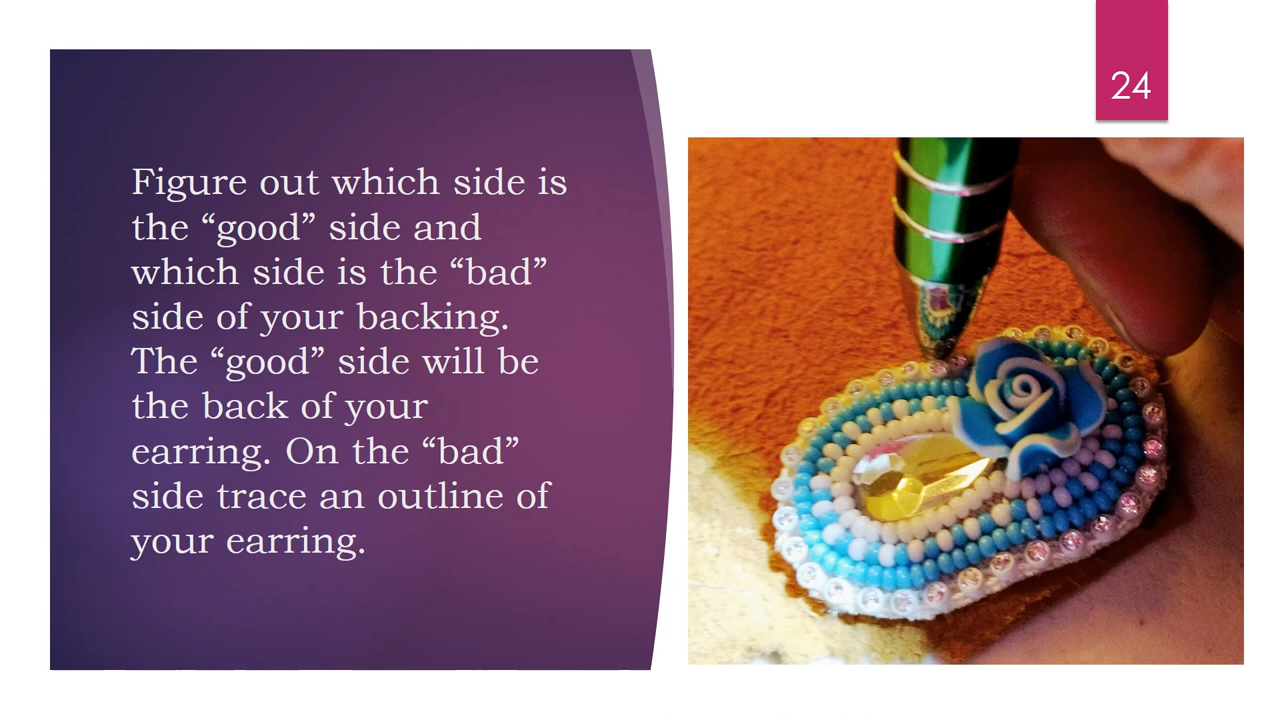 24
Figure out which side is
the “good” side and
which side is the “bad”
side of your backing.
The “good” side will be
the back of your
earring. On the “bad”
side trace an outline of
your earring.